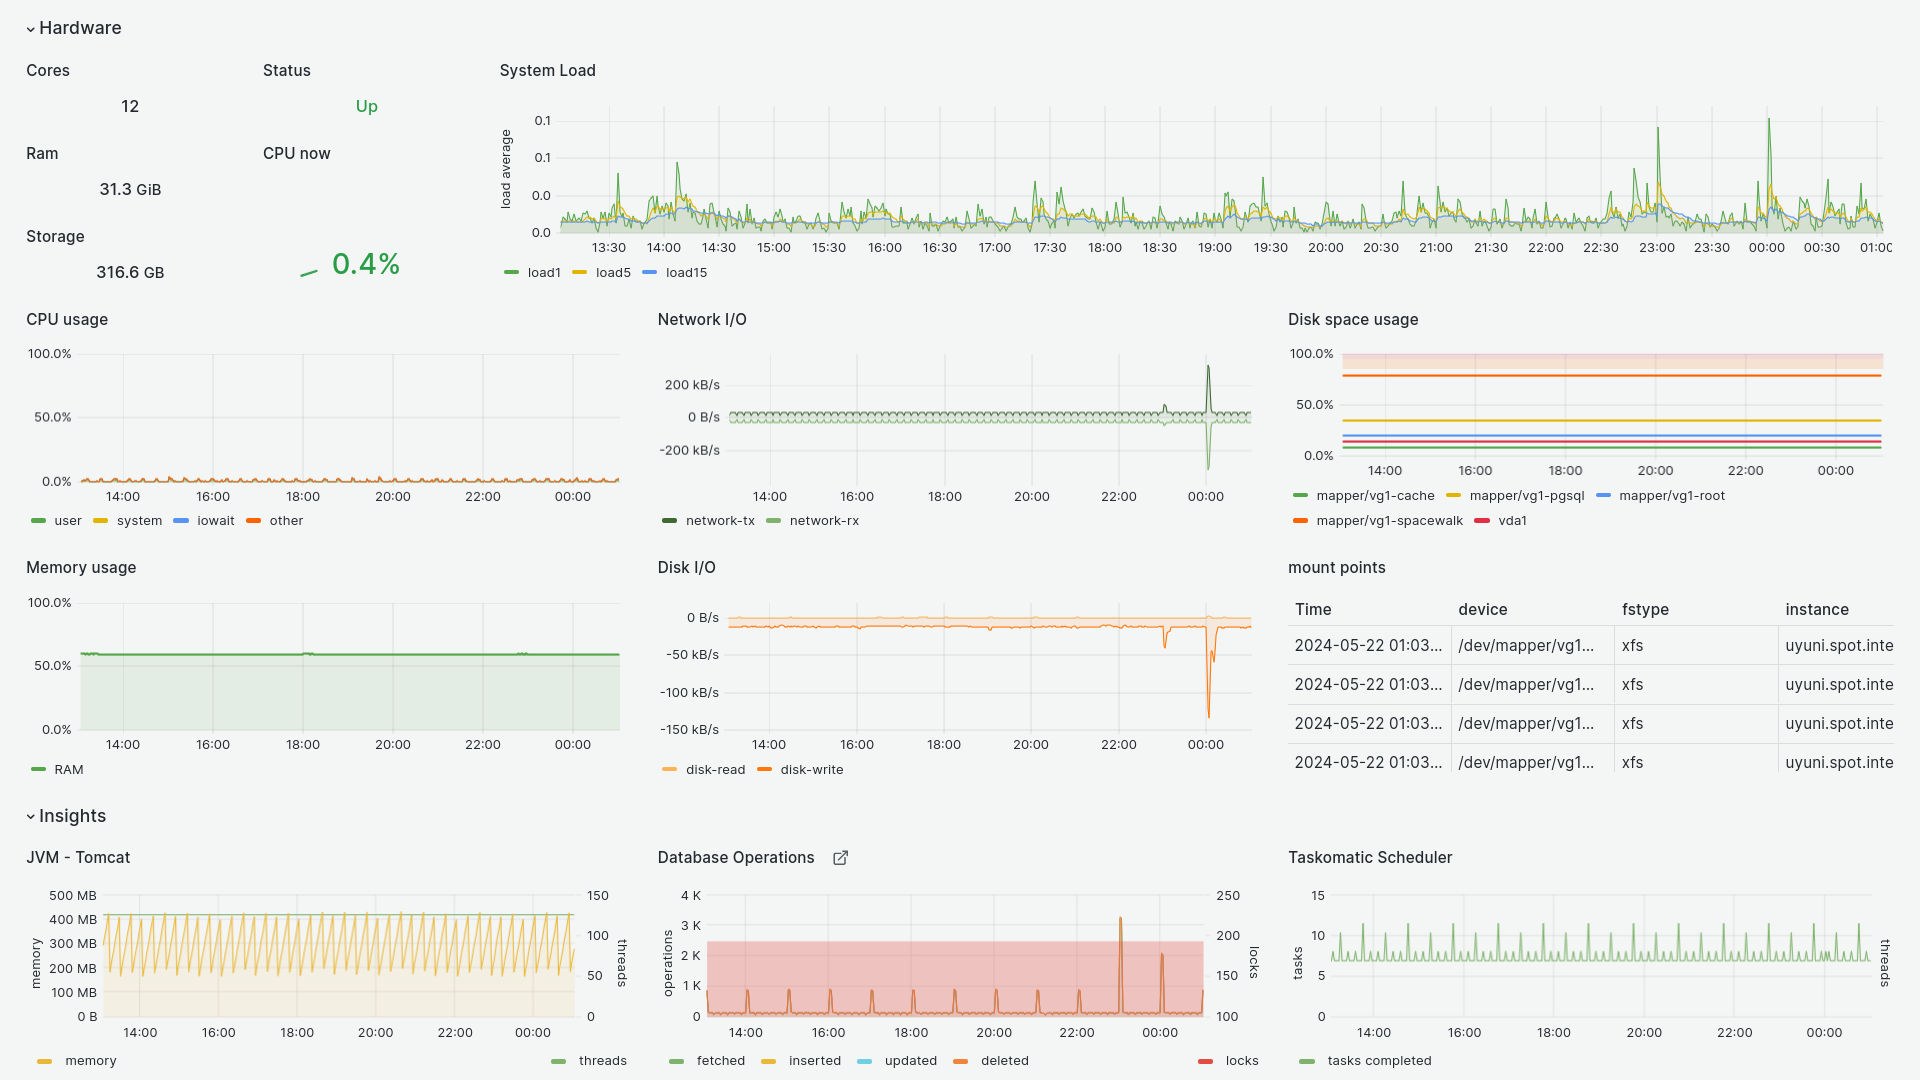 Hardware
Cores
12
Status
Up
Ram
31.3 GiB
CPU now
0.4%
Storage
316.6 GB
System Load
load average
0.1
0.1
0.0
0.0
13:30 14:00 14:30 15:00 15:30 16:00 16:30 17:00 17:30 18:00 18:30 19:00 19:30 20:00 20:30 21:00 21:30 22:00 22:30 23:00 23:30 00:00 00:30 01:00
load1 load5 load15
CPU usage
100.0%
50.0%
0.0%
14:00 16:00 18:00 20:00 22:00 00:00
user system iowait other
Network I/O
200 kB/s
0 B/s
-200 kB/s
14:00 16:00 18:00 20:00 22:00 00:00
network-tx network-rx
Disk space usage
100.0%
50.0%
0.0%
14:00 16:00 18:00 20:00 22:00 00:00
mapper/vg1-cache mapper/vg1-pgsql mapper/vg1-root
mapper/vg1-spacewalk vda1
Memory usage
100.0%
50.0%
0.0%
14:00 16:00 18:00 20:00 22:00 00:00
RAM
Disk I/O
0 B/s
-50 kB/s
-100 kB/s
-150 kB/s
14:00 16:00 18:00 20:00 22:00 00:00
disk-read disk-write
mount points
Time device fstype instance
2024-05-22 01:03... /dev/mapper/vg1... xfs uyuni.spot.inte
2024-05-22 01:03... /dev/mapper/vg1... xfs uyuni.spot.inte
2024-05-22 01:03... /dev/mapper/vg1... xfs uyuni.spot.inte
2024-05-22 01:03... /dev/mapper/vg1... xfs uyuni.spot.inte
Insights
JVM - Tomcat
memory
500 MB
400 MB
300 MB
200 MB
100 MB
0 B
150
100
50
0
threads
14:00 16:00 18:00 20:00 22:00 00:00
memory threads
Database Operations
operations
4 K
3 K
2 K
1 K
0
250
200
150
100
locks
14:00 16:00 18:00 20:00 22:00 00:00
fetched inserted updated deleted locks
Taskomatic Scheduler
tasks
15
10
5
0
threads
14:00 16:00 18:00 20:00 22:00 00:00
tasks completed